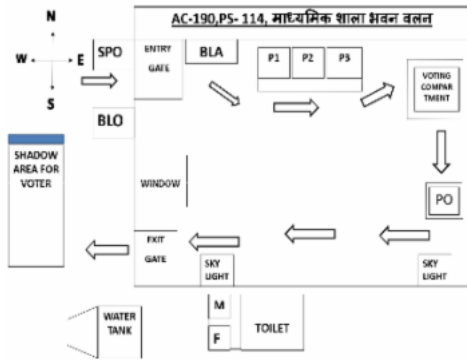 AC-190,PS- 114, माध्यमिक शाला भवन वलन
N
W
E
S
SPO
ENTRY
GATE
BLA
P1
P2
P3
VOTING
COMPAR
TMENT
BLO
SHADOW
AREA FOR
VOTER
WINDOW
PO
EXIT
GATE
SKY
LIGHT
SKY
LIGHT
WATER
TANK
M
F
TOILET